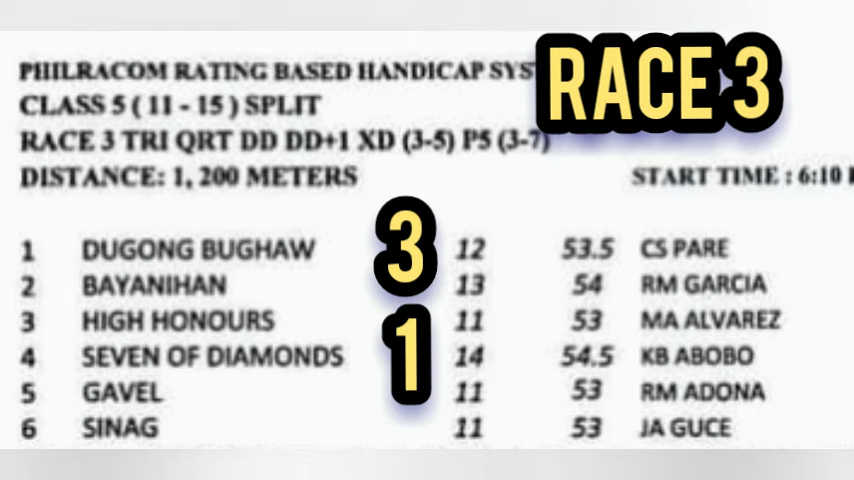 PHILRACOM RATING BASED HANDICAP SYS
RACE 3
CLASS 5 ( 11 - 15 ) SPLIT
RACE 3 TRI QRT DD DD+1 XD (3-5) P5 (3-7)
DISTANCE: 1, 200 METERS START TIME : 6:10
1 DUGONG BUGHAW 12 53.5 CS PARE
3
2 BAYANIHAN 13 54 RM GARCIA
3 HIGH HONOURS 11 53 MA ALVAREZ
1
4 SEVEN OF DIAMONDS 14 54.5 KB ABOBO
5 GAVEL 11 53 RM ADONA
6 SINAG 11 53 JA GUCE